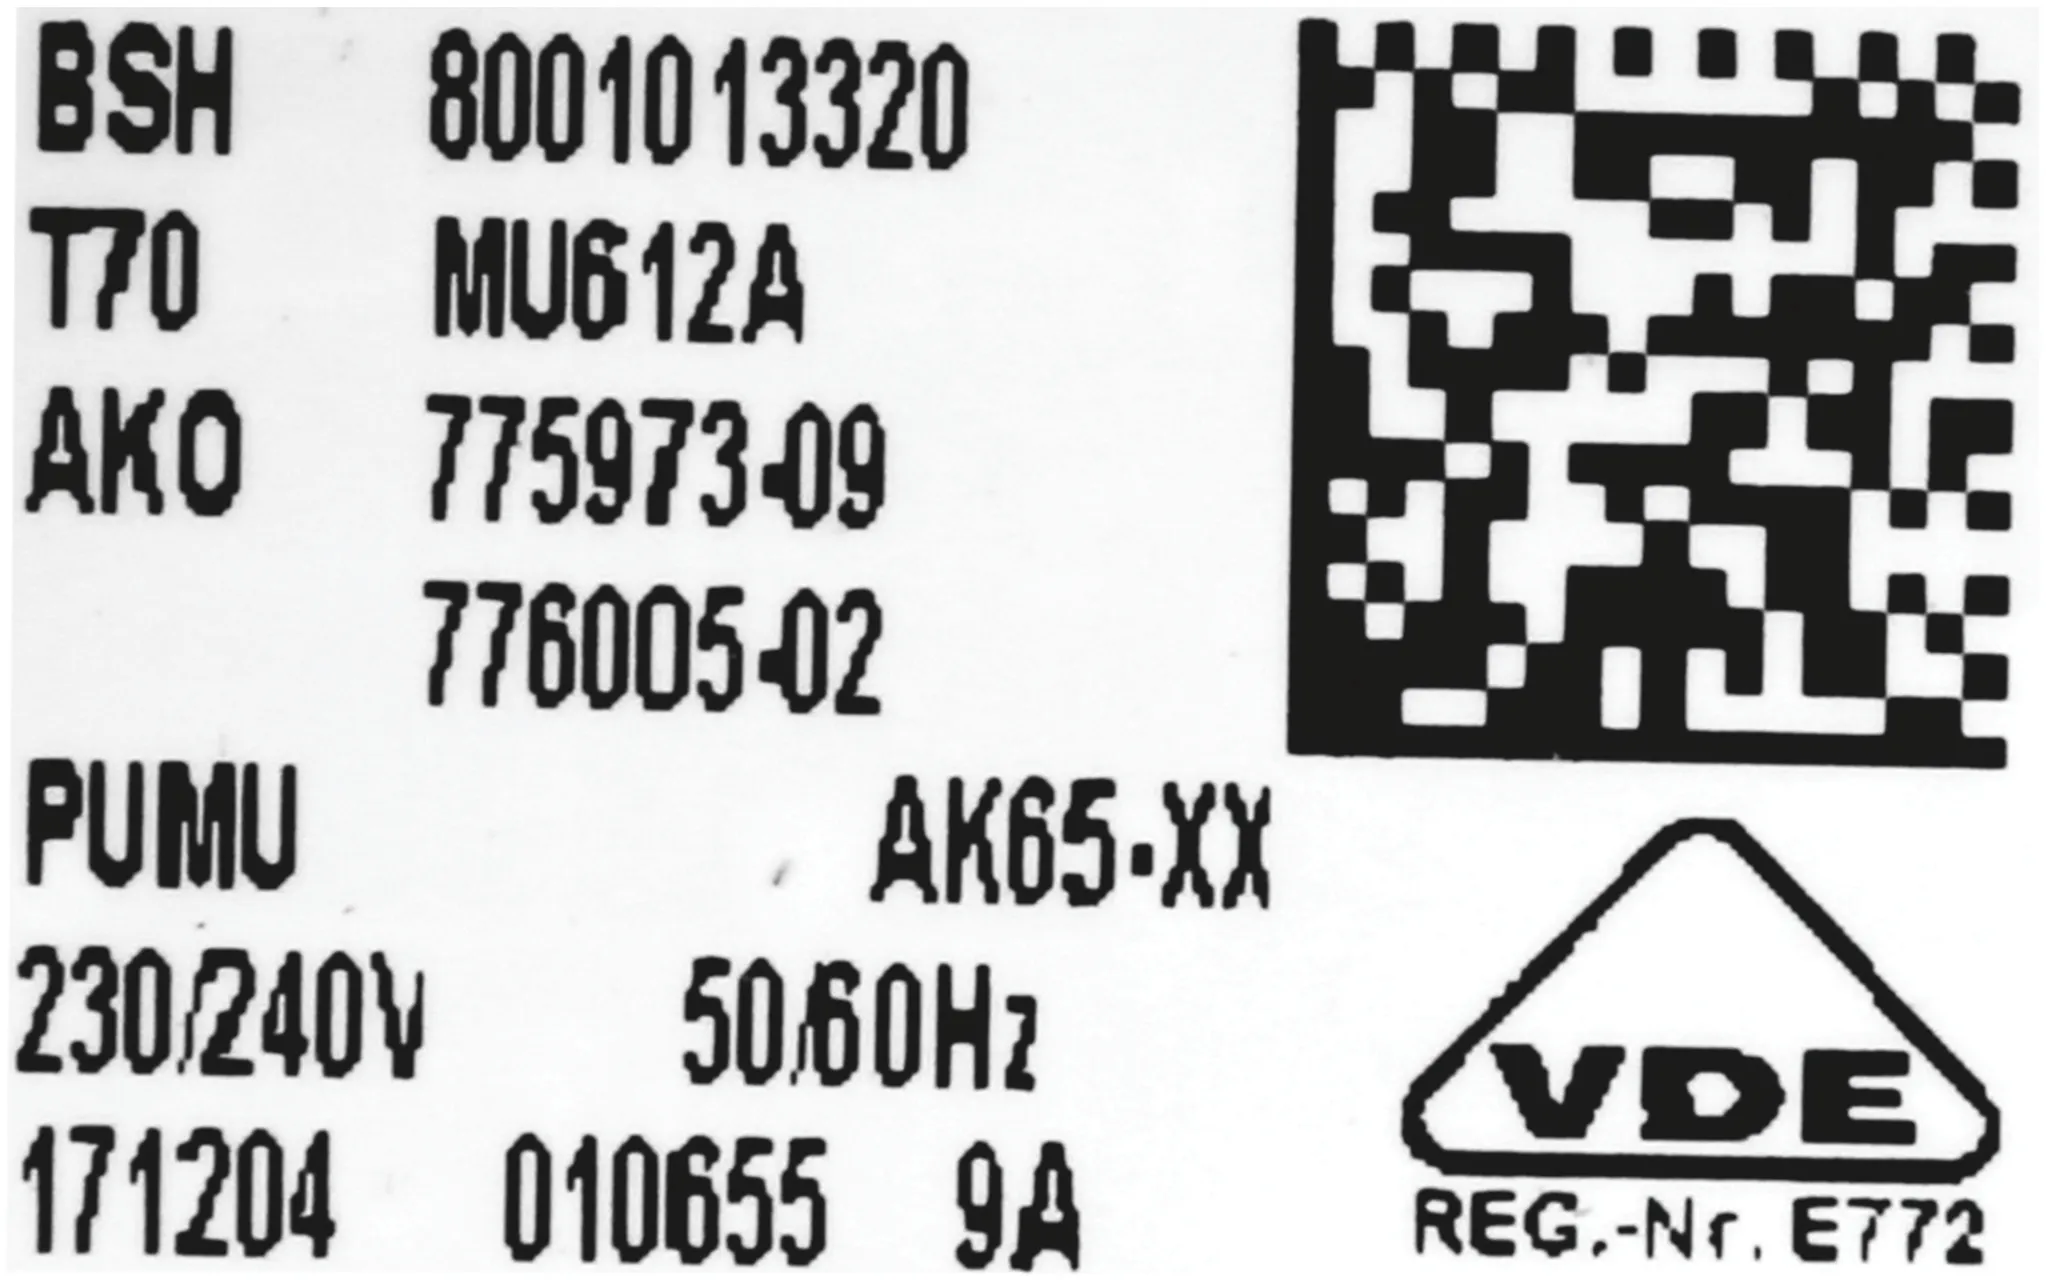 BSH 8001013320
T70 MU612A
AKO 775973-09
776005-02
PUMU AK65-XX
230/240V 50/60Hz
171204 010655 9A
VDE
REG.-Nr. E772